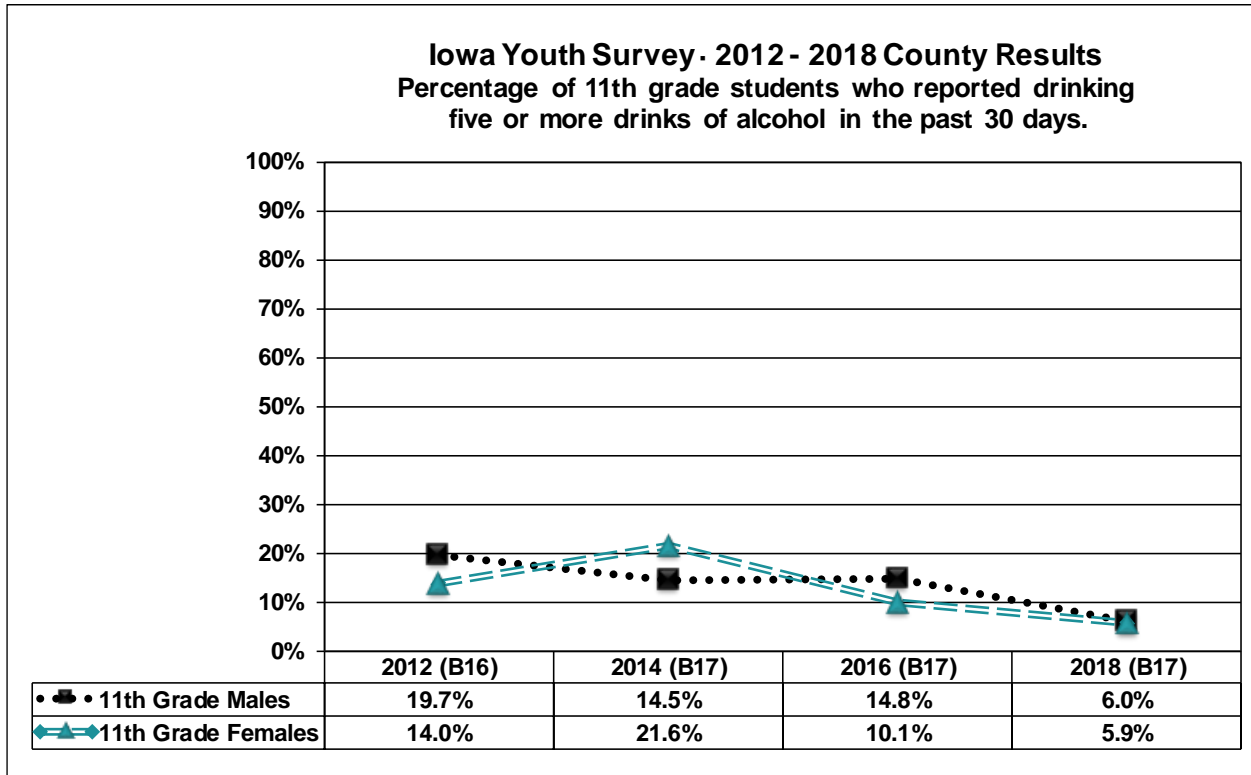 Iowa Youth Survey · 2012 - 2018 County Results
Percentage of 11th grade students who reported drinking
five or more drinks of alcohol in the past 30 days.
100%
90%
80%
70%
60%
50%
40%
30%
20%
10%
0%
2012 (B16) 2014 (B17) 2016 (B17) 2018 (B17)
11th Grade Males 19.7% 14.5% 14.8% 6.0%
11th Grade Females 14.0% 21.6% 10.1% 5.9%